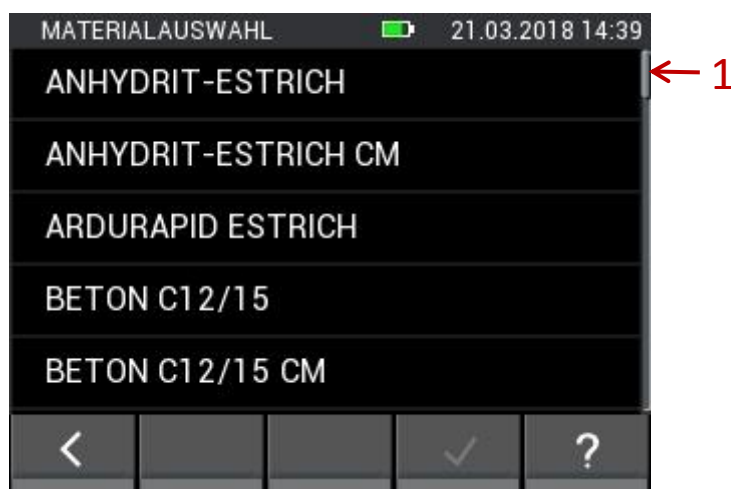 MATERIALAUSWAHL 21.03.2018 14:39
ANHYDRIT-ESTRICH
1
ANHYDRIT-ESTRICH CM
ARDURAPID ESTRICH
BETON C12/15
BETON C12/15 CM
?